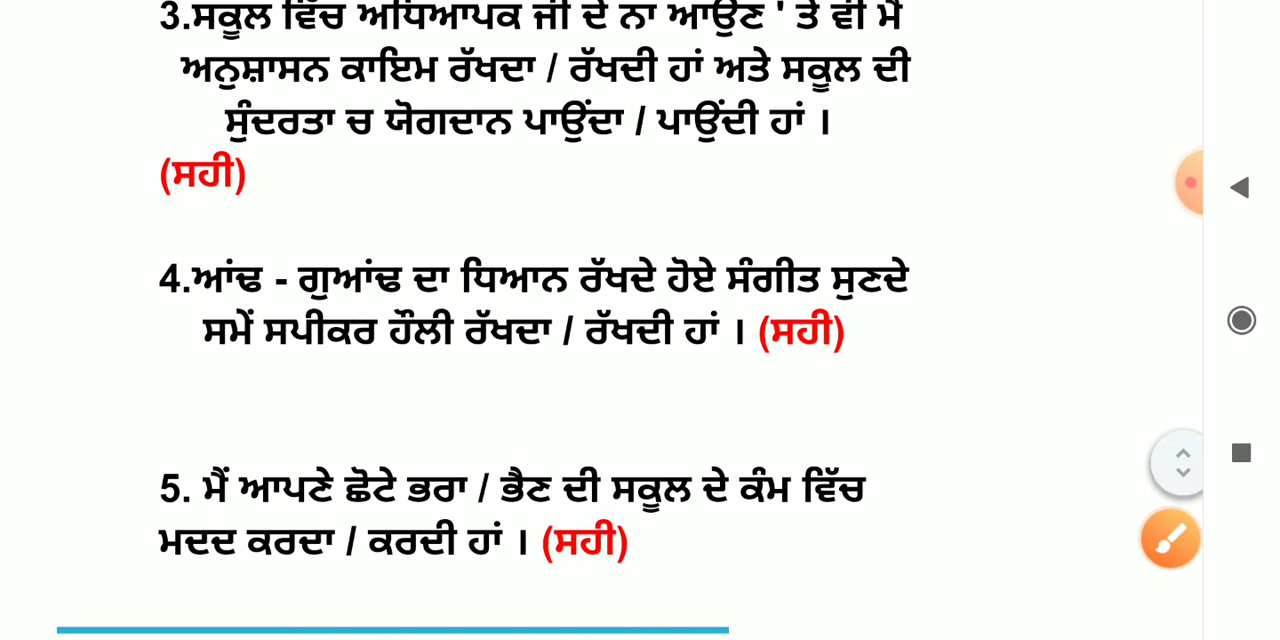 3.ਸਕੂਲ ਵਿੱਚ ਅਧਿਆਪਕ ਜੀ ਦੇ ਨਾ ਆਉਣ ' ਤੇ ਵੀ ਮੈਂ
ਅਨੁਸ਼ਾਸਨ ਕਾਇਮ ਰੱਖਦਾ / ਰੱਖਦੀ ਹਾਂ ਅਤੇ ਸਕੂਲ ਦੀ
ਸੁੰਦਰਤਾ ਚ ਯੋਗਦਾਨ ਪਾਉਂਦਾ / ਪਾਉਂਦੀ ਹਾਂ ।
(ਸਹੀ)
4.ਆਂਢ - ਗੁਆਂਢ ਦਾ ਧਿਆਨ ਰੱਖਦੇ ਹੋਏ ਸੰਗੀਤ ਸੁਣਦੇ
ਸਮੇਂ ਸਪੀਕਰ ਹੌਲੀ ਰੱਖਦਾ / ਰੱਖਦੀ ਹਾਂ । (ਸਹੀ)
5. ਮੈਂ ਆਪਣੇ ਛੋਟੇ ਭਰਾ / ਭੈਣ ਦੀ ਸਕੂਲ ਦੇ ਕੰਮ ਵਿੱਚ
ਮਦਦ ਕਰਦਾ / ਕਰਦੀ ਹਾਂ । (ਸਹੀ)